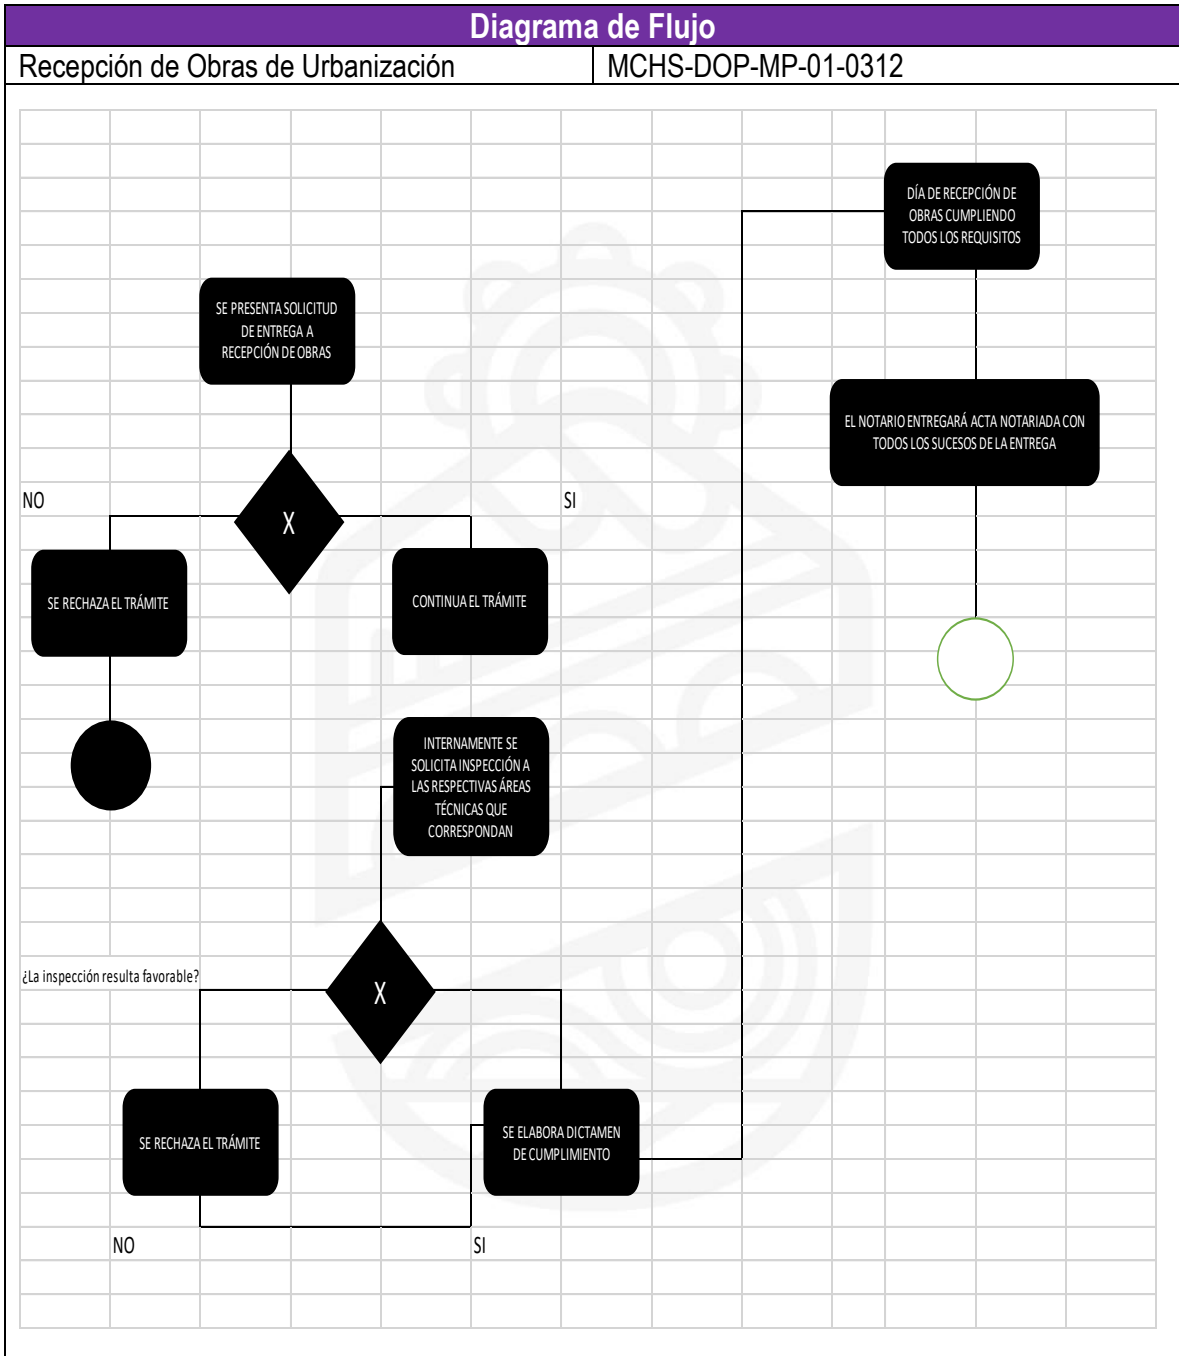 Diagrama de Flujo
Recepción de Obras de Urbanización
MCHS-DOP-MP-01-0312
SE PRESENTA SOLICITUD
DE ENTREGA A
RECEPCIÓN DE OBRAS
NO
X
SI
SE RECHAZA EL TRÁMITE
CONTINUA EL TRÁMITE
INTERNAMENTE SE
SOLICITA INSPECCIÓN A
LAS RESPECTIVAS ÁREAS
TÉCNICAS QUE
CORRESPONDAN
¿La inspección resulta favorable?
X
SE RECHAZA EL TRÁMITE
SE ELABORA DICTAMEN
DE CUMPLIMIENTO
NO
SI
DÍA DE RECEPCIÓN DE
OBRAS CUMPLIENDO
TODOS LOS REQUISITOS
EL NOTARIO ENTREGARÁ ACTA NOTARIADA CON
TODOS LOS SUCESOS DE LA ENTREGA